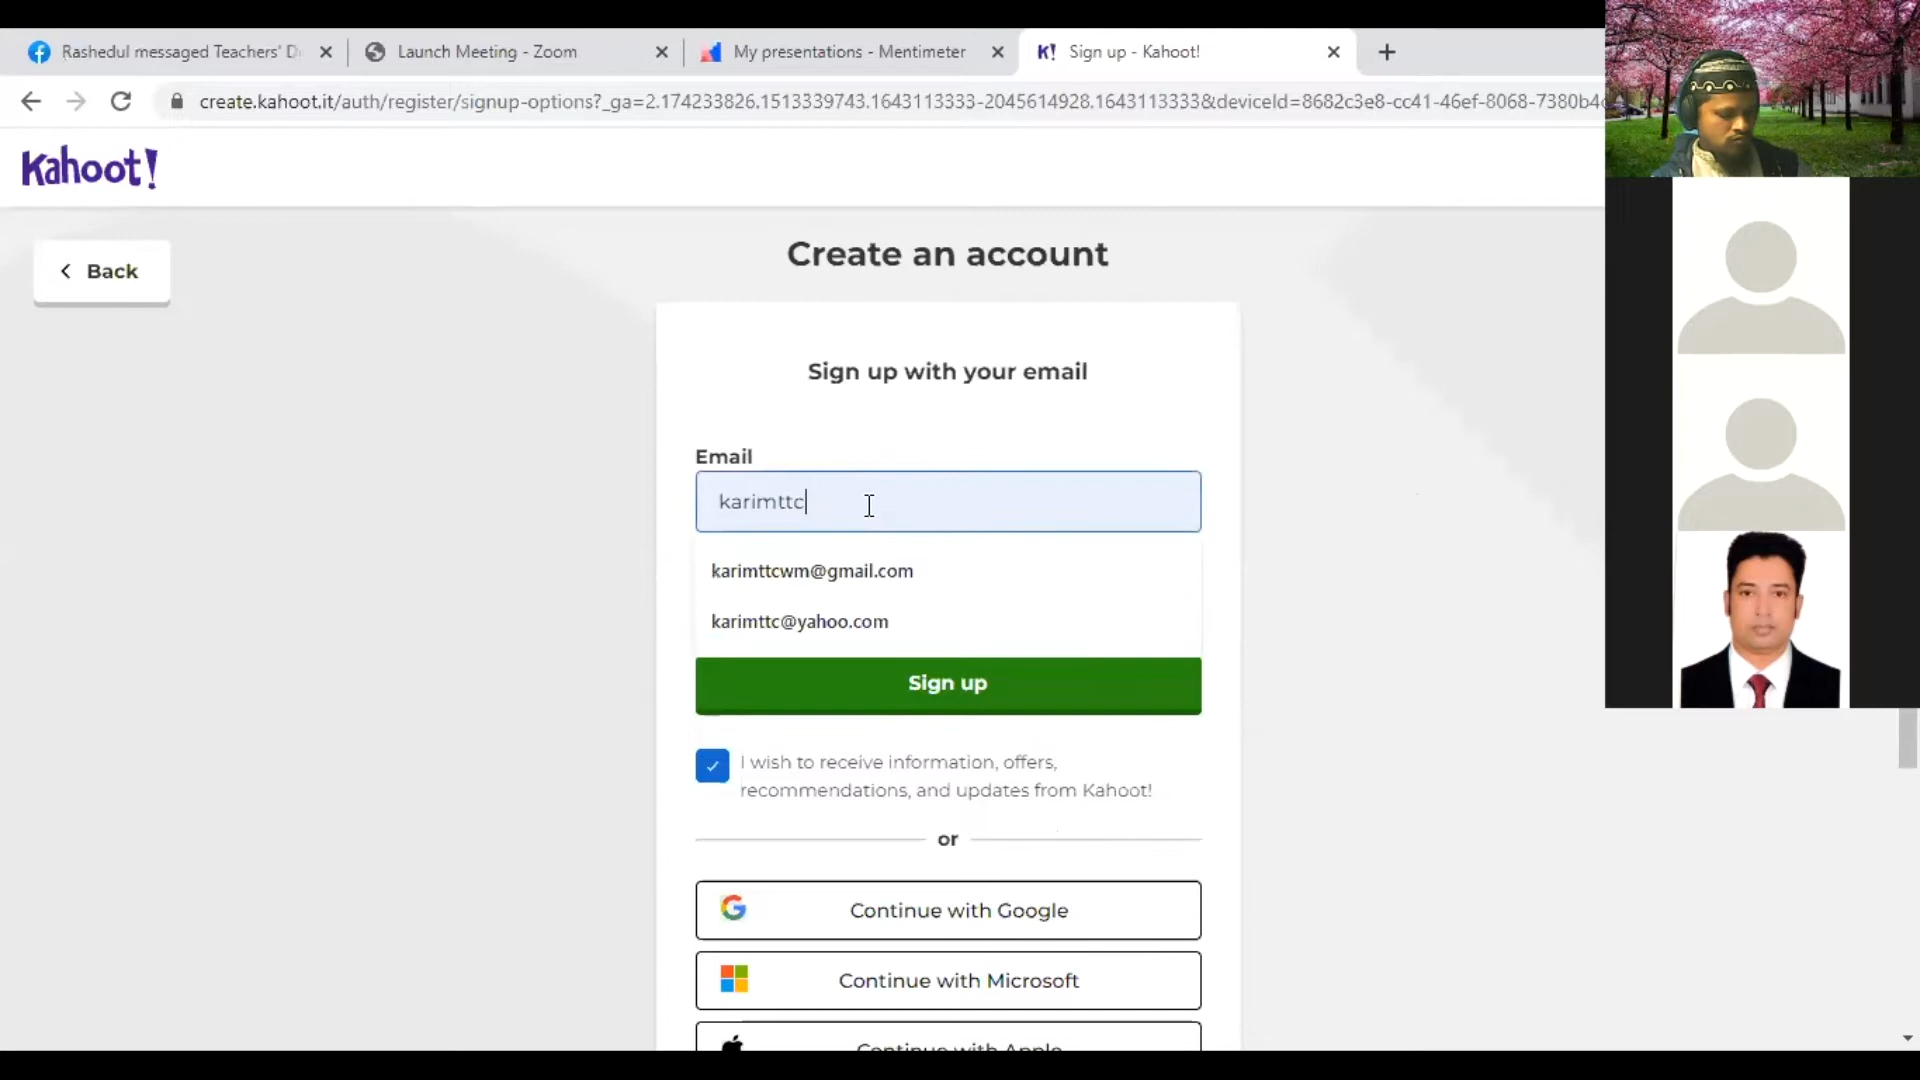 Rashedul messaged Teachers' D
Launch Meeting - Zoom
My presentations - Mentimeter
K! Sign up - Kahoot!
create.kahoot.it/auth/register/signup-options?_ga=2.174233826.1513339743.1643113333-2045614928.1643113333&deviceId=8682c3e8-cc41-46ef-8068-7380b4
Kahoot!
Back
Create an account
Sign up with your email
Email
karimttc
karimttcwm@gmail.com
karimttc@yahoo.com
Sign up
I wish to receive information, offers,
recommendations, and updates from Kahoot!
or
Continue with Google
Continue with Microsoft
Continue with Apple